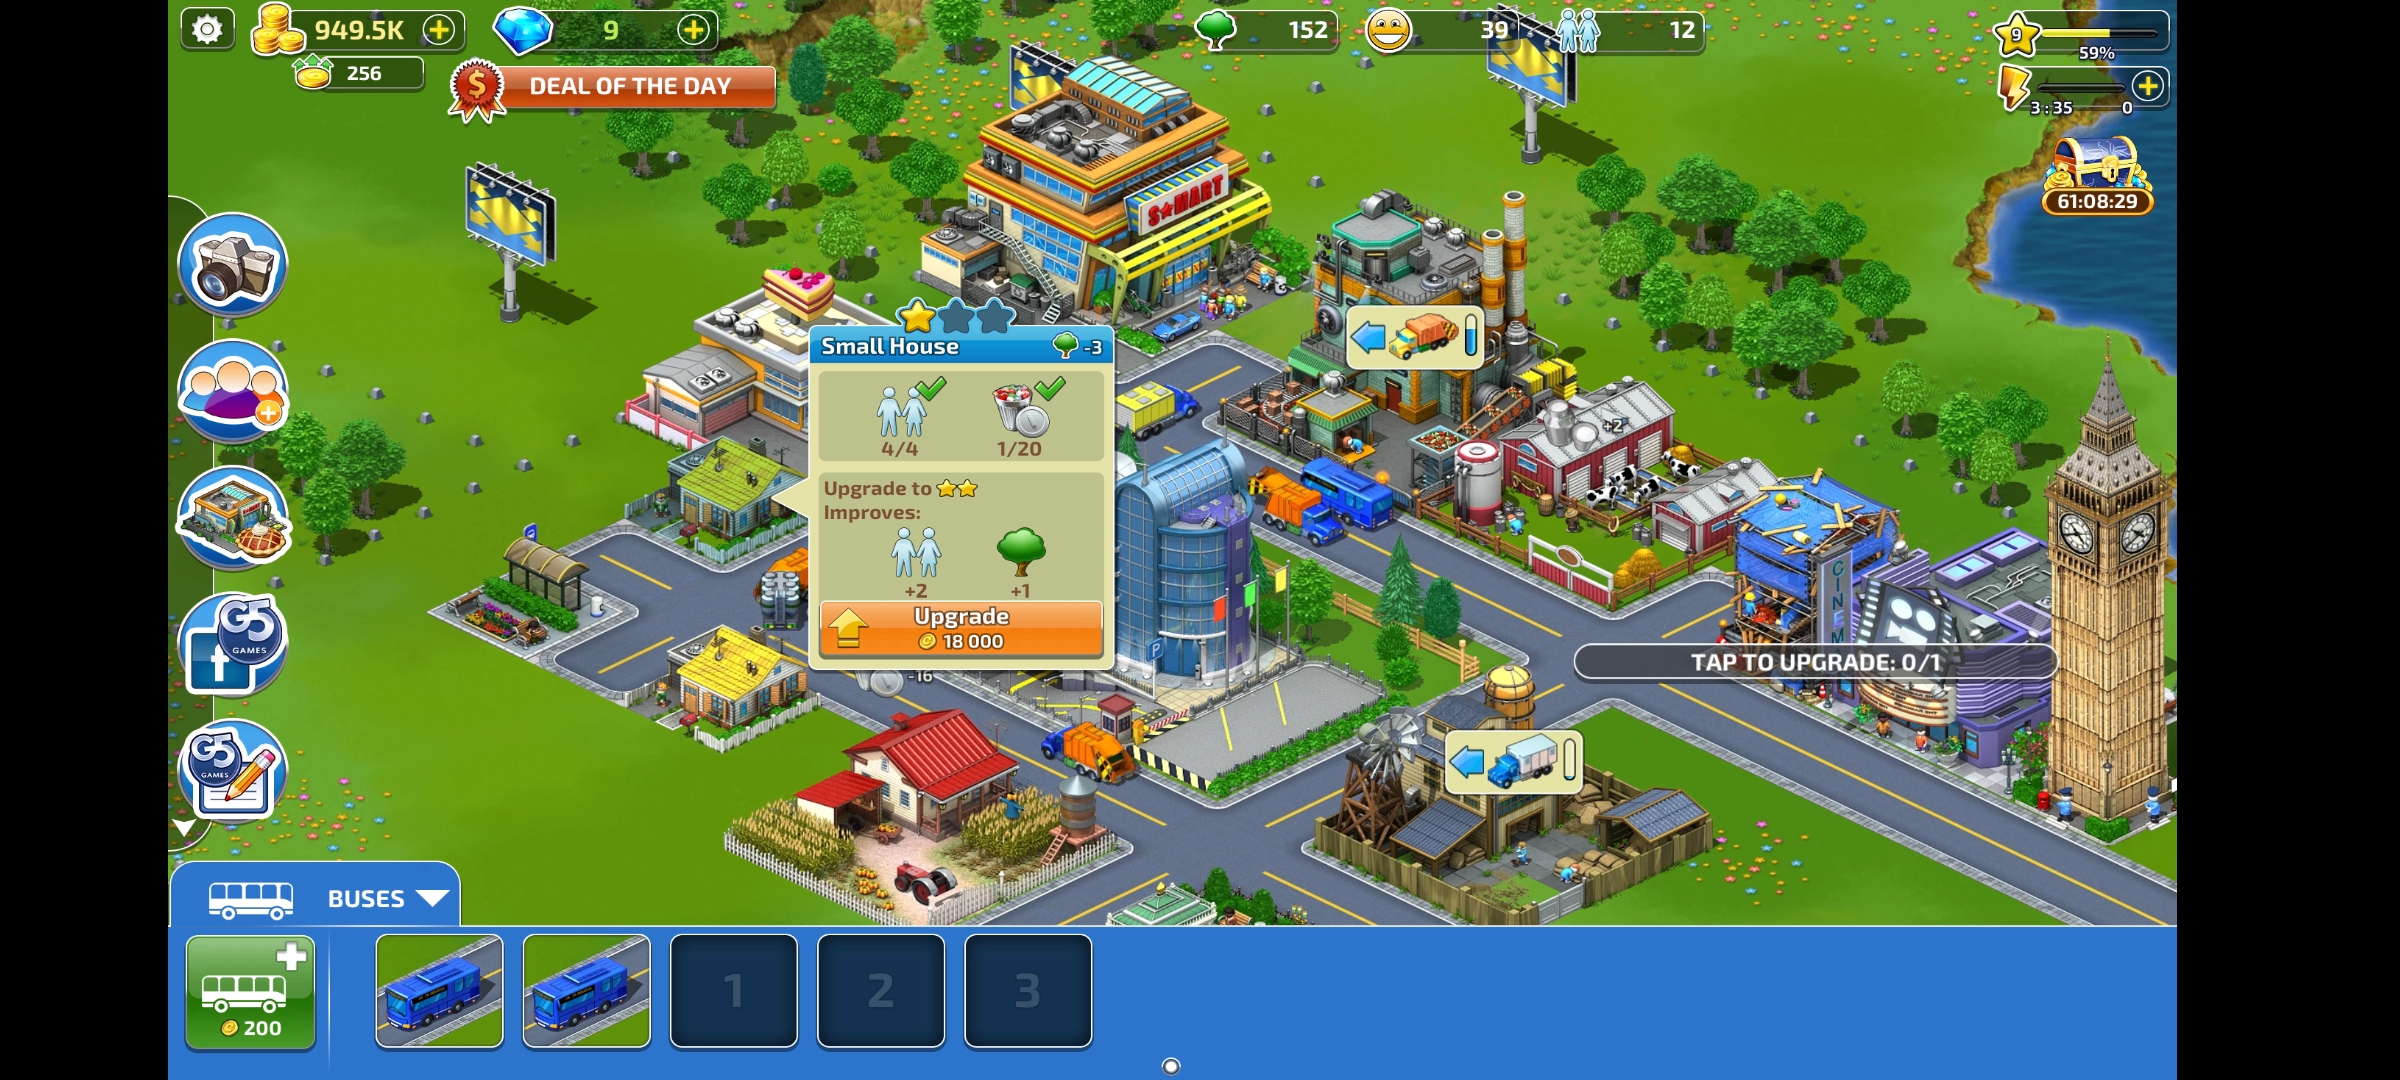 949.5K
9
152
39
12
9
59%
256
DEAL OF THE DAY
3:35
0
61:08:29
S★MART
Small House
-3
4/4
1/20
Upgrade to
Improves:
+2
+1
Upgrade
18 000
+2
-16
P
CINEM
TAP TO UPGRADE: 0/1
G5
GAMES
f
G5
GAMES
BUSES
200
1
2
3